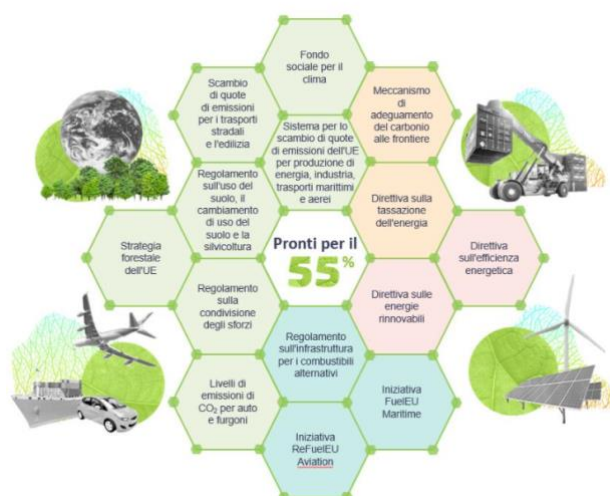 Fondo
sociale per il
clima
Scambio
di quote
di emissioni
per i trasporti
stradali
e l'edilizia
Meccanismo
di
adeguamento
del carbonio
alle frontiere
Sistema per lo
scambio di quote
di emissioni dell'UE
per produzione di
energia, industria,
trasporti marittimi
e aerei
Regolamento
sull'uso del
suolo, il
cambiamento
di uso del
suolo e la
silvicoltura
Direttiva sulla
tassazione
dell'energia
Strategia
forestale
dell'UE
Pronti per il
55%
Direttiva
sull'efficienza
energetica
Regolamento
sulla
condivisione
degli sforzi
Direttiva sulle
energie
rinnovabili
Regolamento
sull'infrastruttura
per i combustibili
alternativi
Livelli di
emissioni di
CO₂ per auto
e furgoni
Iniziativa
FuelEU
Maritime
Iniziativa
ReFuelEU
Aviation